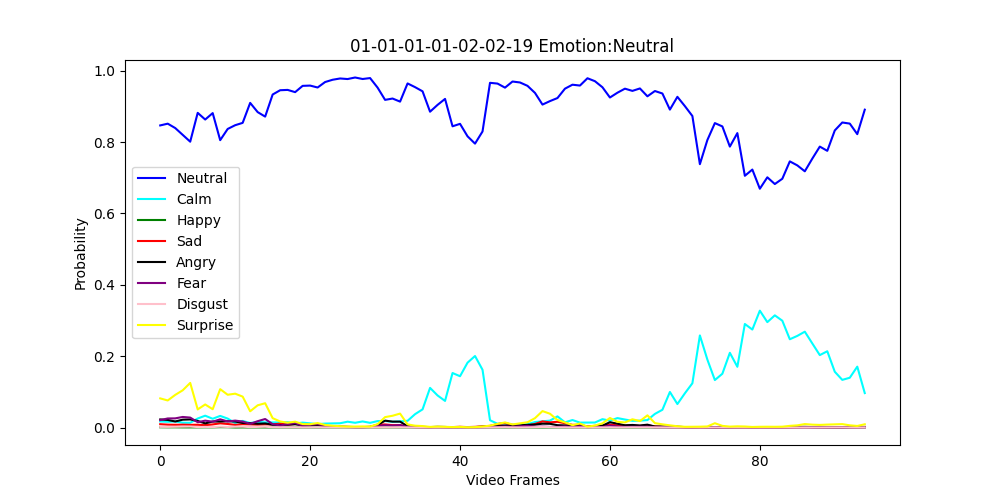 01-01-01-01-02-02-19 Emotion:Neutral
1.0
0.8
0.6
0.4
0.2
0.0
Probability
Neutral
Calm
Happy
Sad
Angry
Fear
Disgust
Surprise
0 20 40 60 80
Video Frames